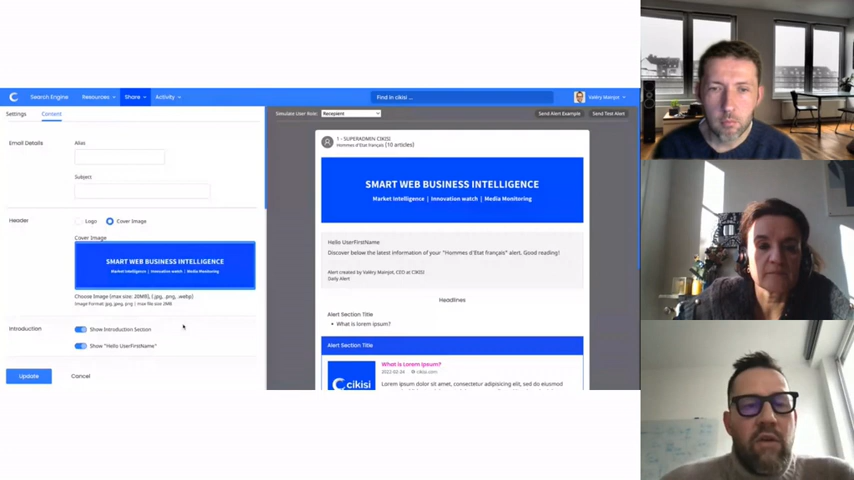 Search Engine
Resources
Share
Activity
Find in cikisi ...
Valéry Mainjot
Settings
Content
Simulate User Role:
Recepient
Send Alert Example
Send Test Alert
Email Details
Alias
Subject
Header
Logo
Cover Image
Cover Image
SMART WEB BUSINESS INTELLIGENCE
Market Intelligence | Innovation watch | Media Monitoring
Choose Image (max size: 20MB), (.jpg, .png, .webp)
Image Format: jpg, jpeg, png | max file size 2MB
Introduction
Show Introduction Section
Show "Hello UserFirstName"
Update
Cancel
1 - SUPERADMIN CIKISI
Hommes d'Etat français (10 articles)
SMART WEB BUSINESS INTELLIGENCE
Market Intelligence | Innovation watch | Media Monitoring
Hello UserFirstName
Discover below the latest information of your "Hommes d'Etat français" alert. Good reading!
Alert created by Valéry Mainjot, CEO at CIKISI
Daily Alert
Headlines
Alert Section Title
What is lorem ipsum?
Alert Section Title
cikisi
What is Lorem Ipsum?
2022-02-24
cikisi.com
Lorem ipsum dolor sit amet, consectetur adipiscing elit, sed do eiusmod